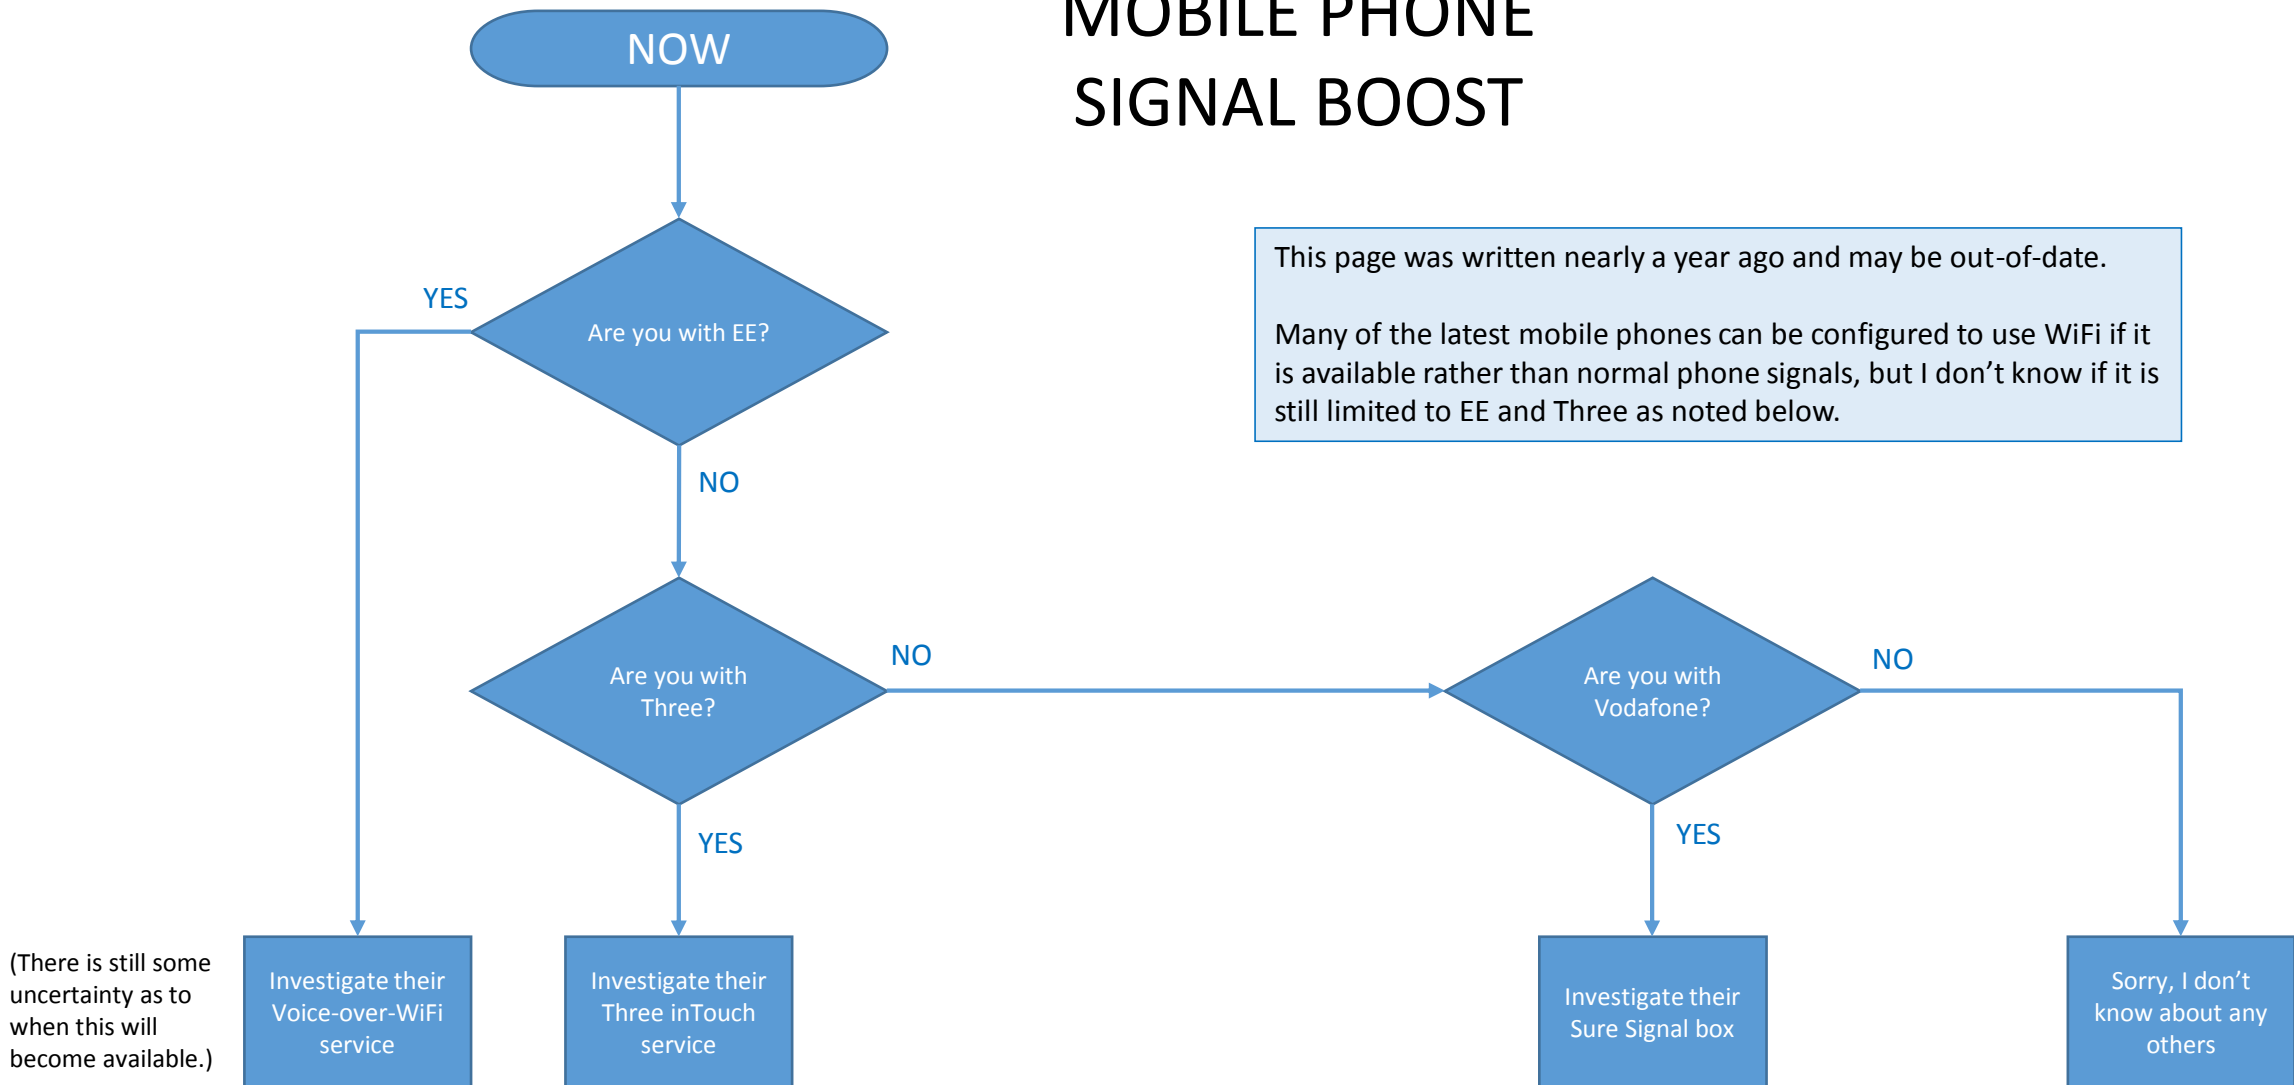 MOBILE PHONE
SIGNAL BOOST
NOW
This page was written nearly a year ago and may be out-of-date.
Many of the latest mobile phones can be configured to use WiFi if it
is available rather than normal phone signals, but I don’t know if it is
still limited to EE and Three as noted below.
YES
Are you with EE?
NO
Are you with
Three?
NO
Are you with
Vodafone?
NO
YES
YES
(There is still some
uncertainty as to
when this will
become available.)
Investigate their
Voice-over-WiFi
service
Investigate their
Three inTouch
service
Investigate their
Sure Signal box
Sorry, I don’t
know about any
others